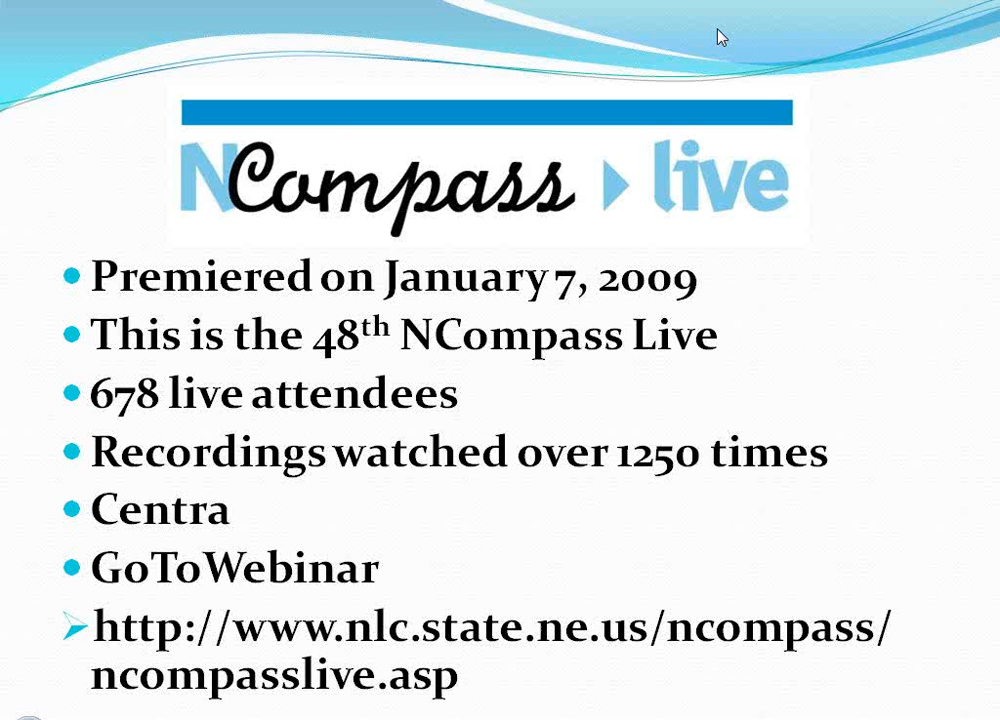 NCompass live
Premiered on January 7, 2009
This is the 48th NCompass Live
678 live attendees
Recordings watched over 1250 times
Centra
GoToWebinar
http://www.nlc.state.ne.us/ncompass/
ncompasslive.asp